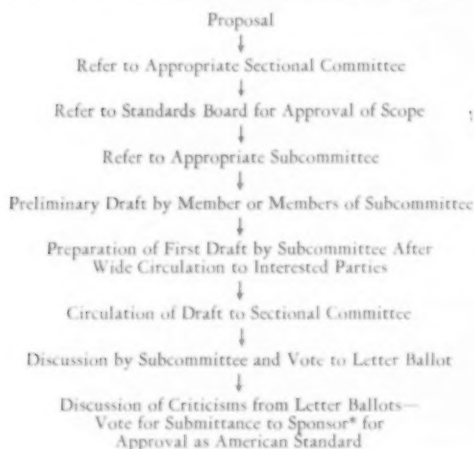 Proposal
Refer to Appropriate Sectional Committee
Refer to Standards Board for Approval of Scope
Refer to Appropriate Subcommittee
Preliminary Draft by Member or Members of Subcommittee
Preparation of First Draft by Subcommittee After
Wide Circulation to Interested Parties
Circulation of Draft to Sectional Committee
Discussion by Subcommittee and Vote to Letter Ballot
Discussion of Criticisms from Letter Ballots—
Vote for Submittance to Sponsor* for
Approval as American Standard